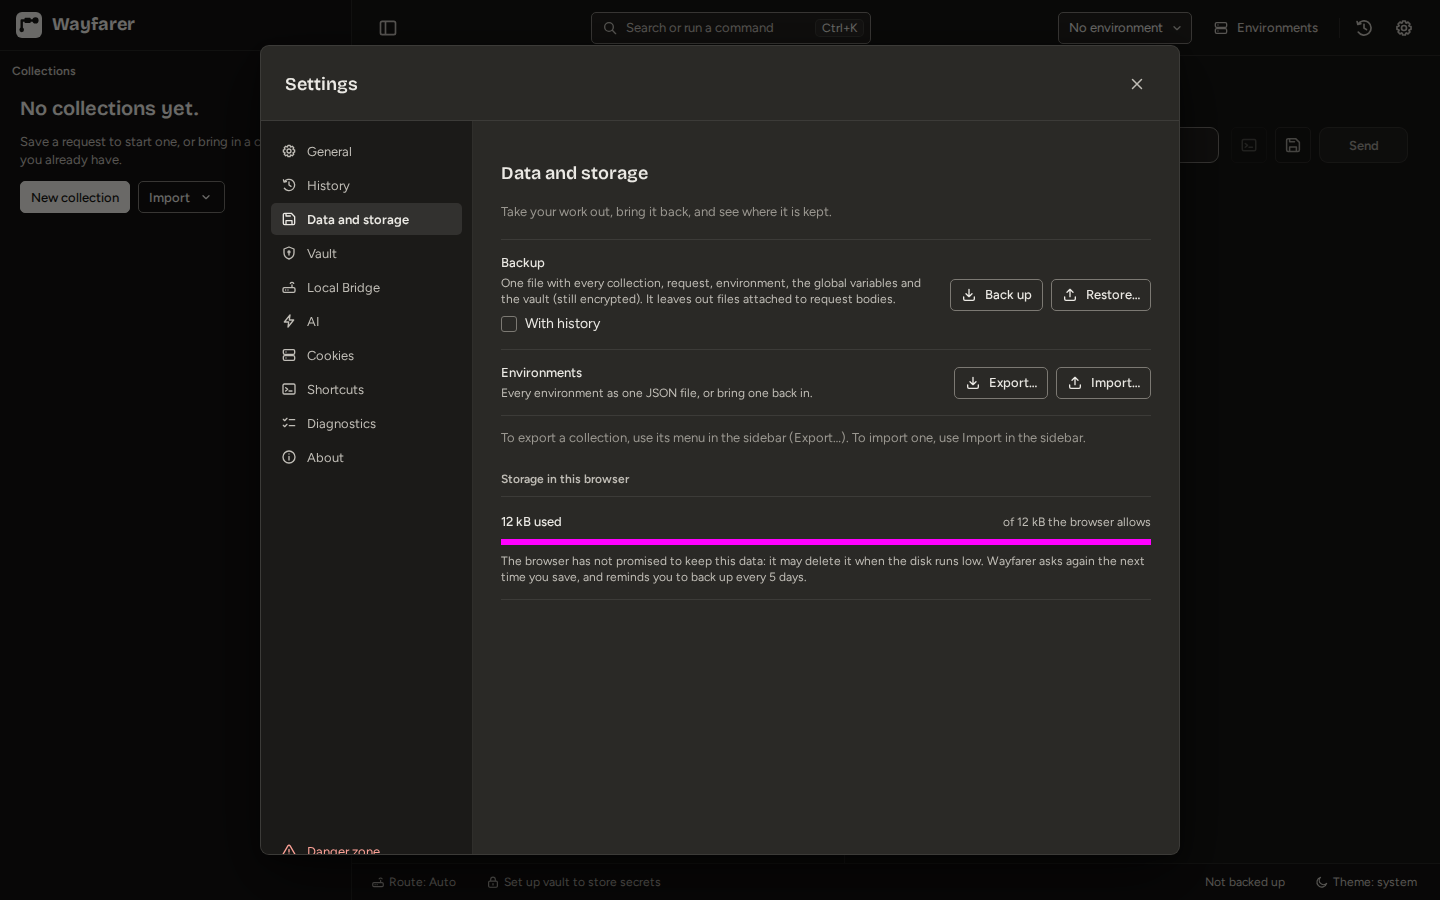 Wayfarer
Search or run a command
Ctrl+K
No environment
Environments
Collections
No collections yet.
Save a request to start one, or bring in a
you already have.
New collection
Import
Send
Settings
General
History
Data and storage
Vault
Local Bridge
AI
Cookies
Shortcuts
Diagnostics
About
Danger zone
Data and storage
Take your work out, bring it back, and see where it is kept.
Backup
One file with every collection, request, environment, the global variables and
the vault (still encrypted). It leaves out files attached to request bodies.
With history
Back up
Restore...
Environments
Every environment as one JSON file, or bring one back in.
Export...
Import...
To export a collection, use its menu in the sidebar (Export...). To import one, use Import in the sidebar.
Storage in this browser
12 kB used
of 12 kB the browser allows
The browser has not promised to keep this data: it may delete it when the disk runs low. Wayfarer asks again the next
time you save, and reminds you to back up every 5 days.
Route: Auto
Set up vault to store secrets
Not backed up
Theme: system